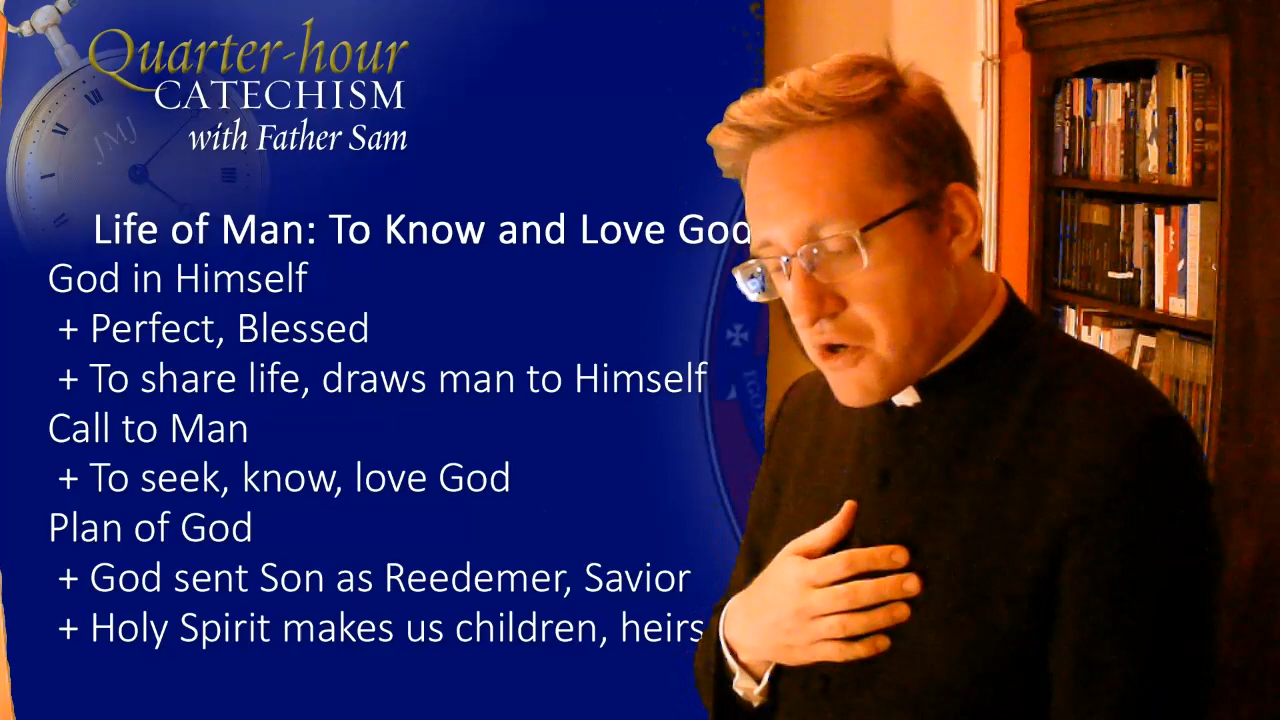 Quarter-hour
CATECHISM
with Father Sam
JMJ
Life of Man: To Know and Love God
God in Himself
+ Perfect, Blessed
+ To share life, draws man to Himself
Call to Man
+ To seek, know, love God
Plan of God
+ God sent Son as Reedemer, Savior
+ Holy Spirit makes us children, heirs